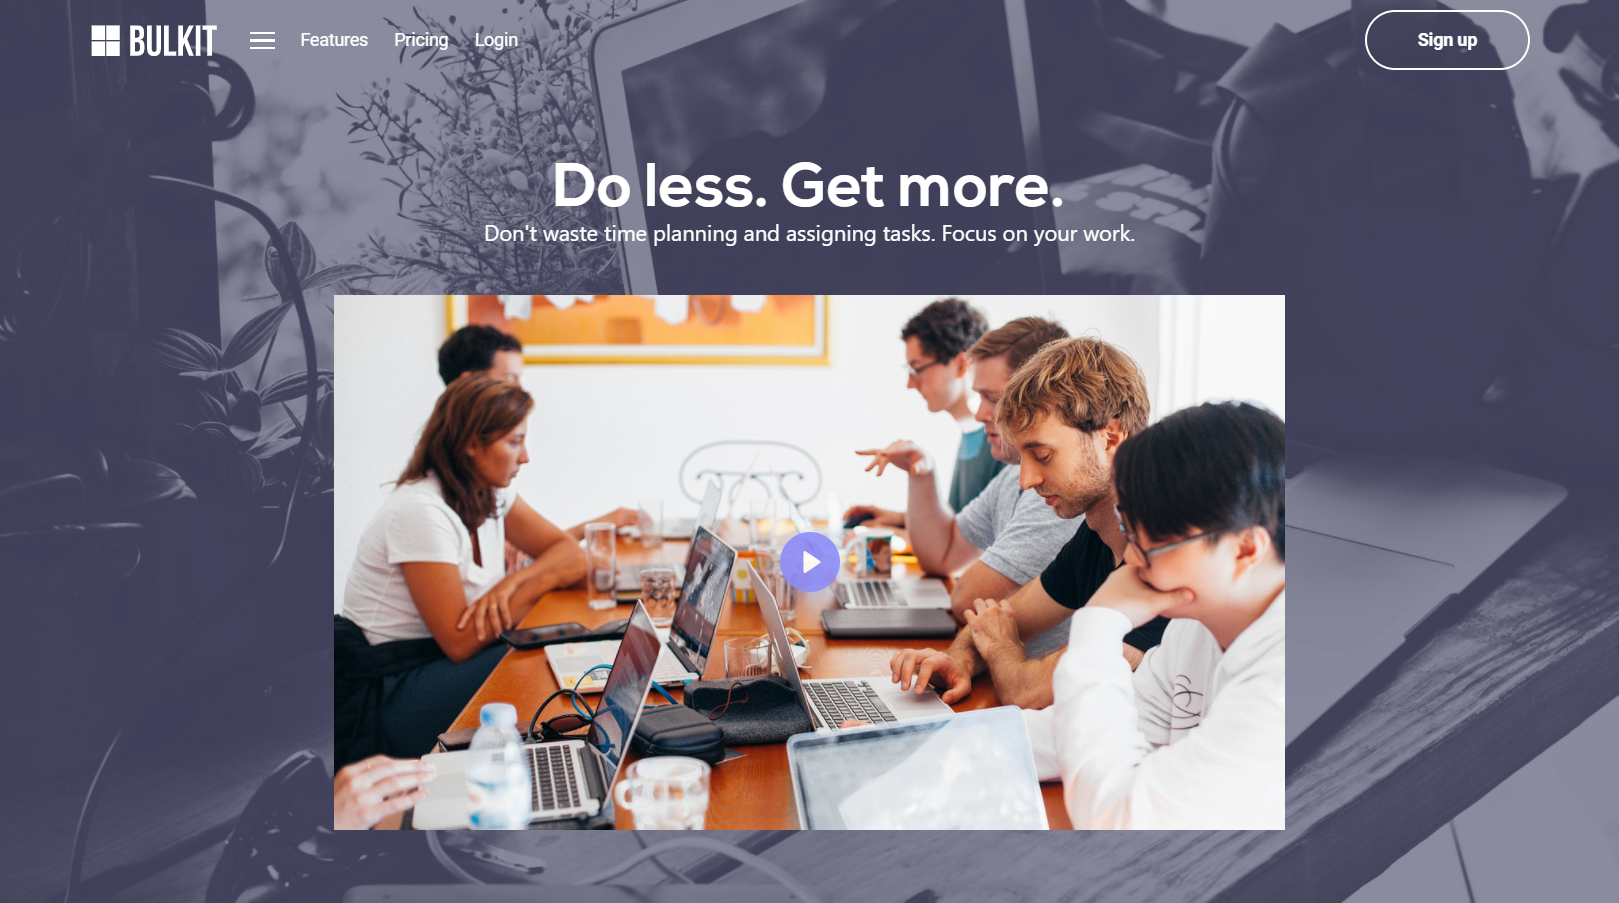 BULKIT
Features
Pricing
Login
Sign up
Do less. Get more.
Don't waste time planning and assigning tasks. Focus on your work.